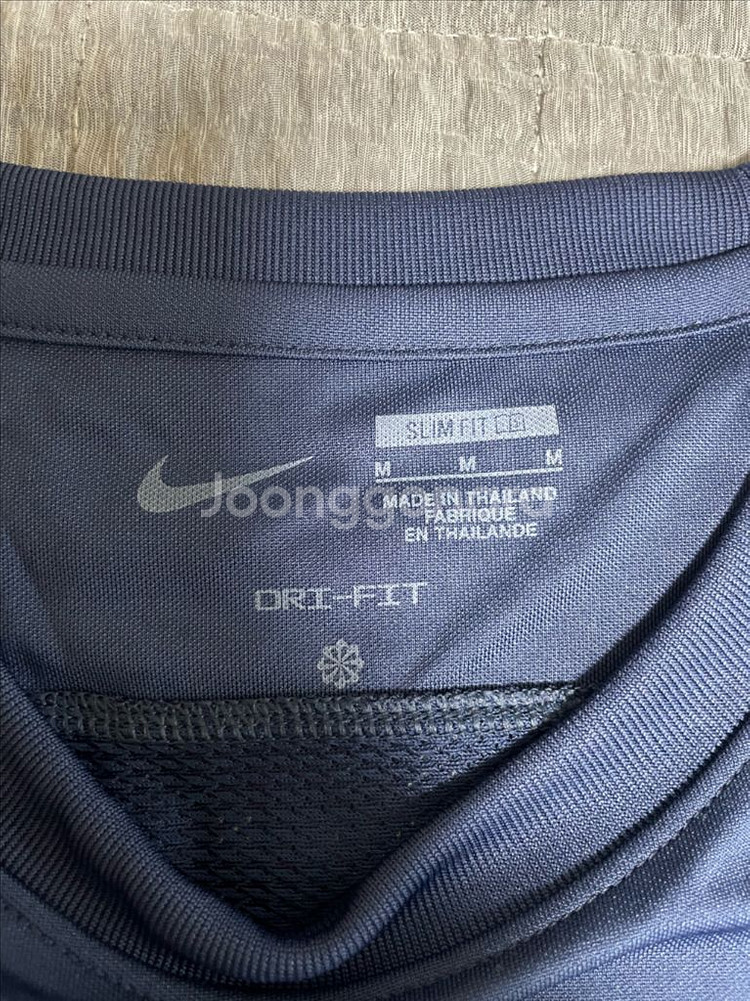 SLIM FIT
M M M
MADE IN THAILAND
FABRIQUE
EN THAILANDE
DRI-FIT